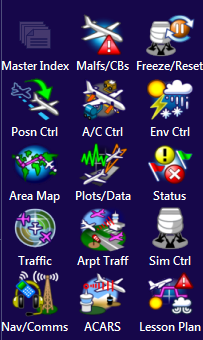 Master Index Malfs/CBs Freeze/Reset
Posn Ctrl A/C Ctrl Env Ctrl
Area Map Plots/Data Status
Traffic Arpt Traff Sim Ctrl
Nav/Comms ACARS Lesson Plan